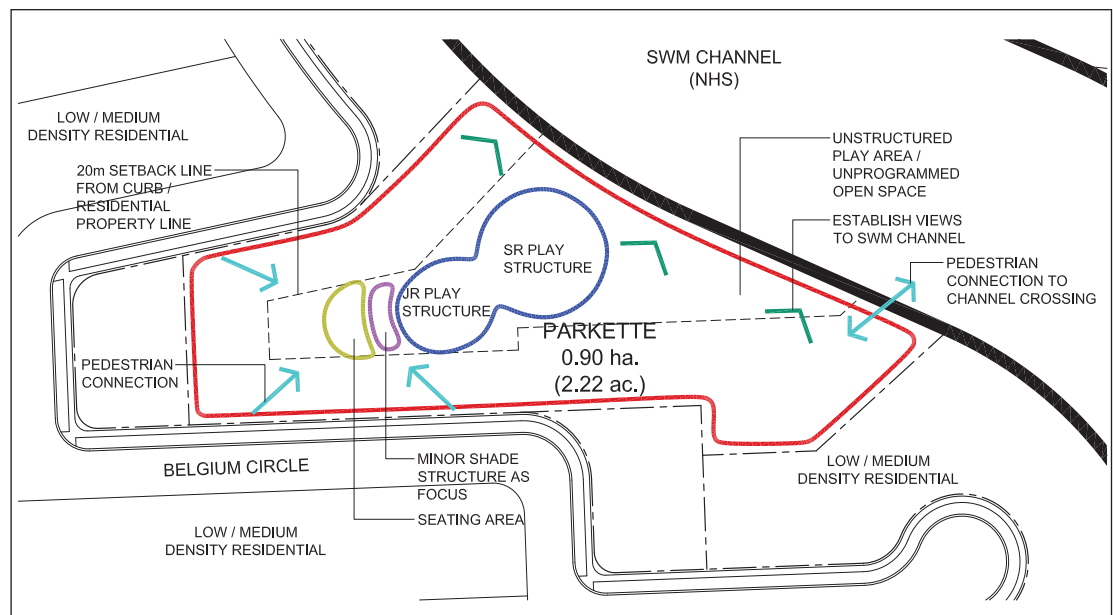 SWM CHANNEL
(NHS)
LOW / MEDIUM
DENSITY RESIDENTIAL
20m SETBACK LINE
FROM CURB /
RESIDENTIAL
PROPERTY LINE
UNSTRUCTURED
PLAY AREA /
UNPROGRAMMED
OPEN SPACE
ESTABLISH VIEWS
TO SWM CHANNEL
PEDESTRIAN
CONNECTION TO
CHANNEL CROSSING
SR PLAY
STRUCTURE
JR PLAY
STRUCTURE
PARKETTE
0.90 ha.
(2.22 ac.)
PEDESTRIAN
CONNECTION
BELGIUM CIRCLE
MINOR SHADE
STRUCTURE AS
FOCUS
SEATING AREA
LOW / MEDIUM
DENSITY RESIDENTIAL
LOW / MEDIUM
DENSITY RESIDENTIAL